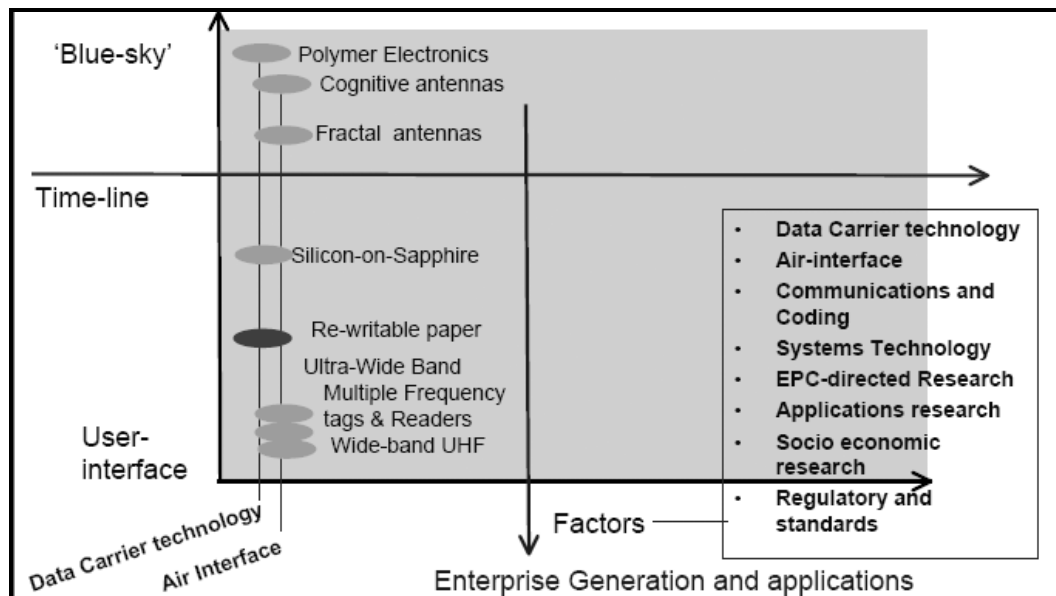 'Blue-sky'
Polymer Electronics
Cognitive antennas
Fractal antennas
Time-line
Silicon-on-Sapphire
Re-writable paper
Ultra-Wide Band
Multiple Frequency
tags & Readers
Wide-band UHF
User-
interface
Data Carrier technology
Air Interface
• Data Carrier technology
• Air-interface
• Communications and
Coding
• Systems Technology
• EPC-directed Research
• Applications research
• Socio economic
research
• Regulatory and
standards
Factors
Enterprise Generation and applications